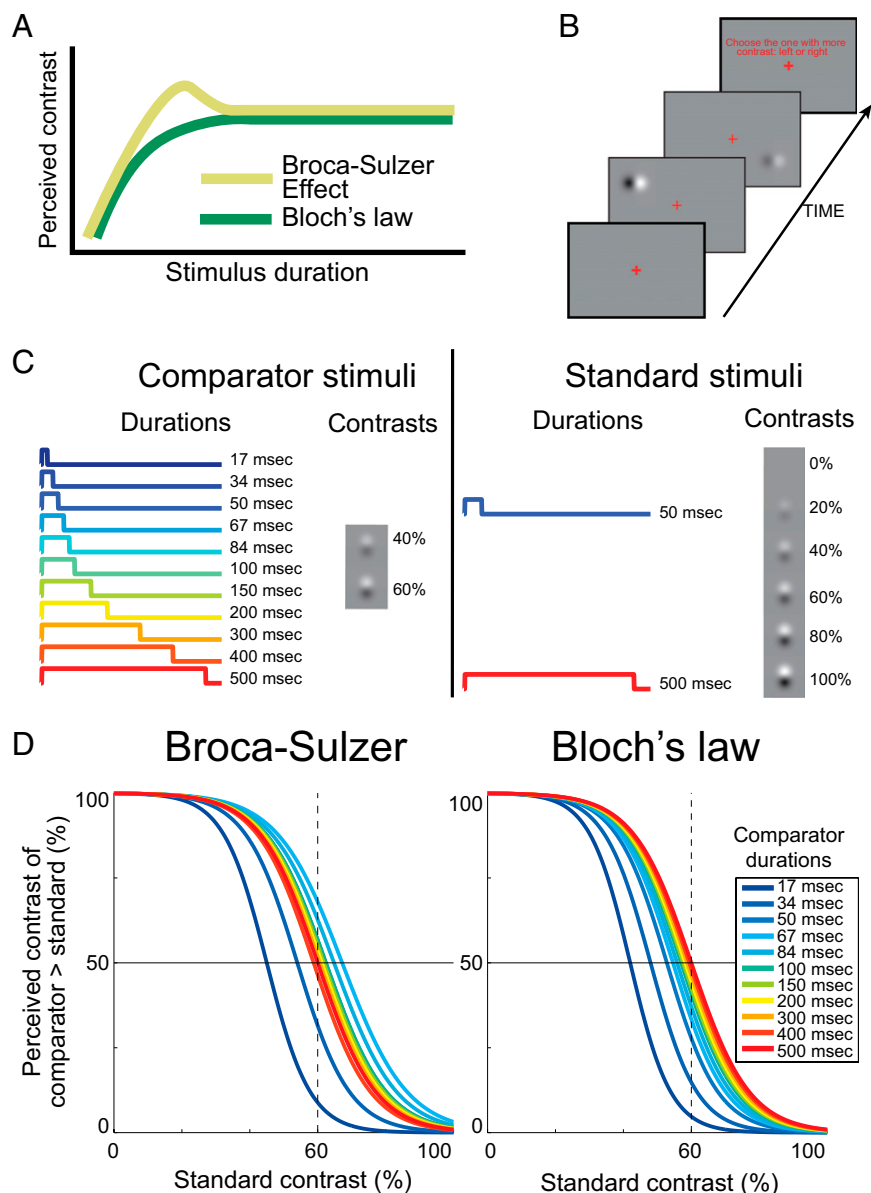 A
Perceived contrast
Broca-Sulzer
Effect
Bloch's law
Stimulus duration
B
Choose the one with more
contrast: left or right
TIME
C
Comparator stimuli
Durations
Contrasts
17 msec
34 msec
50 msec
67 msec
84 msec
100 msec
150 msec
200 msec
300 msec
400 msec
500 msec
40%
60%
Standard stimuli
Durations
Contrasts
50 msec
500 msec
0%
20%
40%
60%
80%
100%
D
Broca-Sulzer
Perceived contrast of
comparator > standard (%)
100
50
0
0
60
100
Standard contrast (%)
Bloch's law
100
50
0
0
60
100
Standard contrast (%)
Comparator
durations
17 msec
34 msec
50 msec
67 msec
84 msec
100 msec
150 msec
200 msec
300 msec
400 msec
500 msec